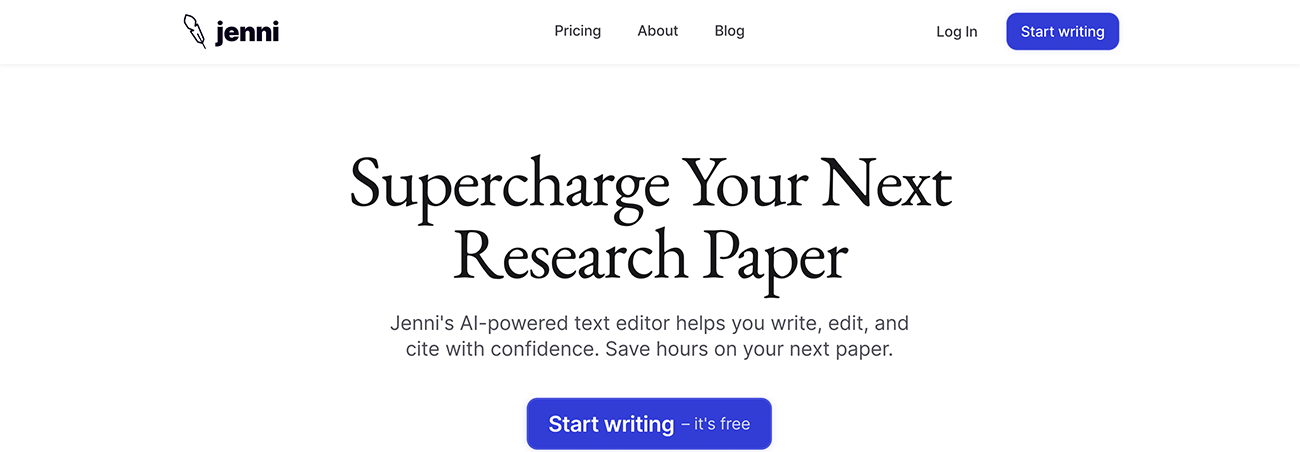 jenni
Pricing
About
Blog
Log In
Start writing
Supercharge Your Next
Research Paper
Jenni's AI-powered text editor helps you write, edit, and
cite with confidence. Save hours on your next paper.
Start writing – it's free